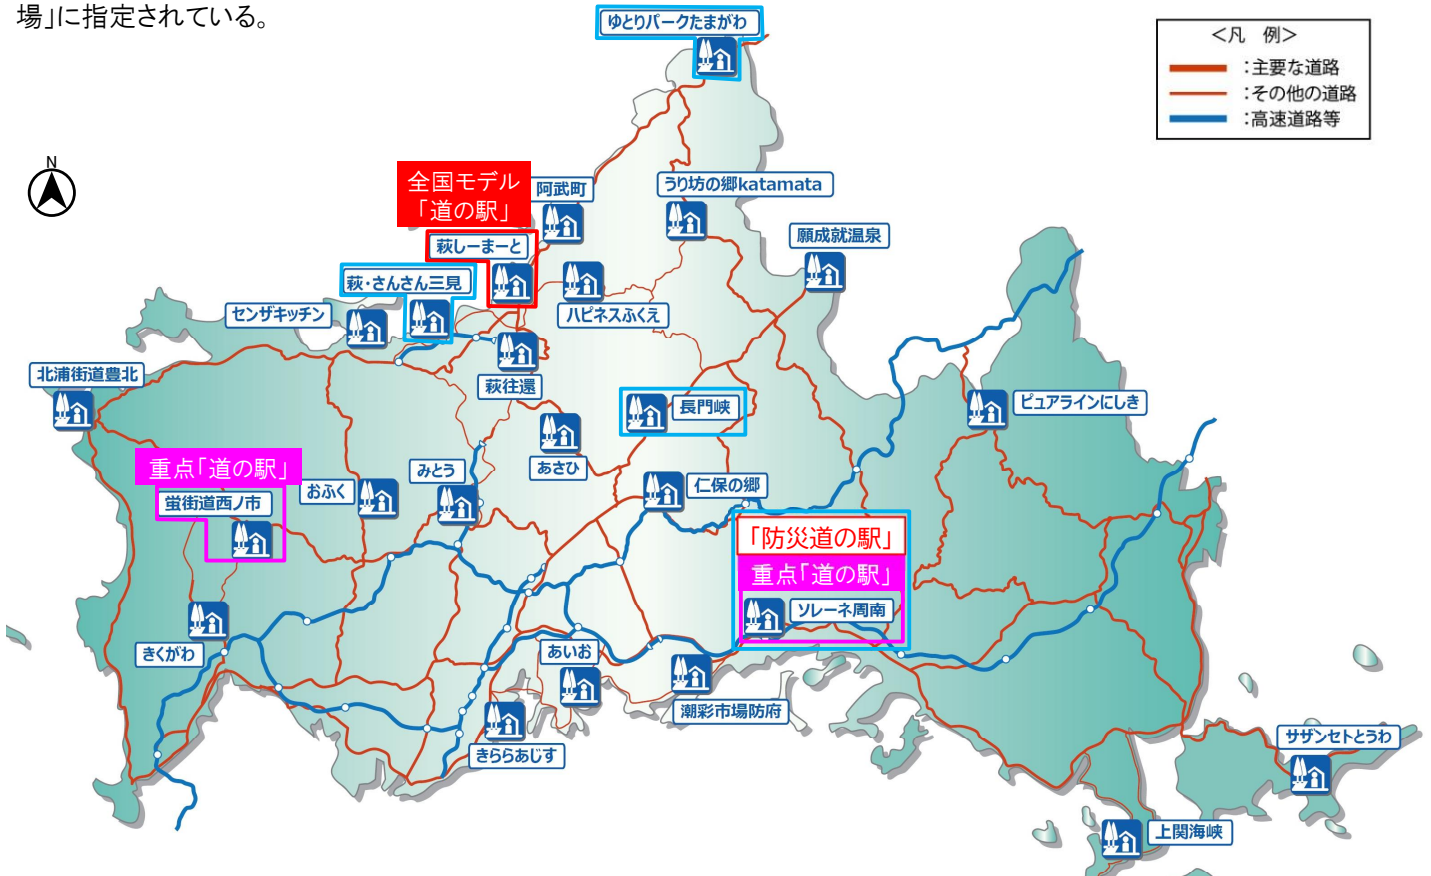 場」に指定されている。
ゆとりパークたまがわ
<凡　例>
：主要な道路
：その他の道路
：高速道路等
N
全国モデル
「道の駅」
阿武町
うり坊の郷katamata
願成就温泉
萩しーまーと
萩・さんさん三見
センザキッチン
ハピネスふくえ
北浦街道豊北
萩往還
長門峡
ピュアラインにしき
重点「道の駅」
あさひ
みとう
おふく
仁保の郷
蛍街道西ノ市
「防災道の駅」
重点「道の駅」
ソレーネ周南
きくがわ
あいお
潮彩市場防府
きららあじす
サザンセトとうわ
上関海峡